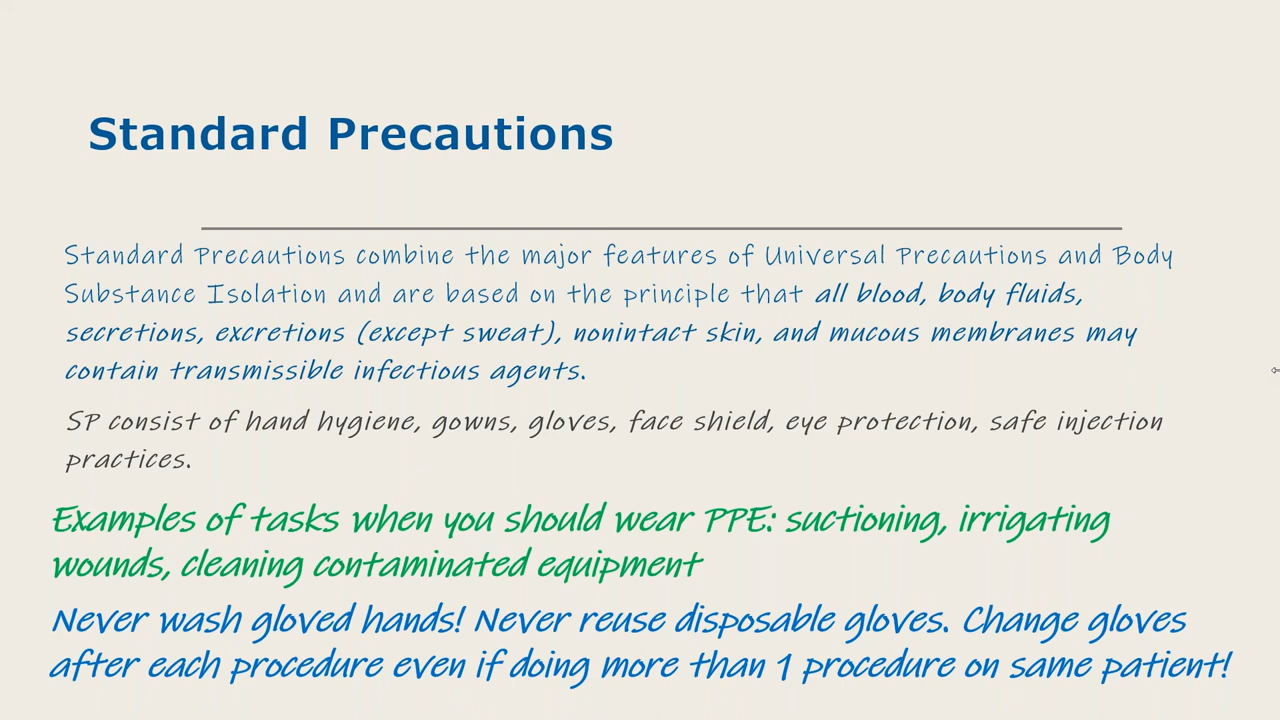 Standard Precautions
Standard Precautions combine the major features of Universal Precautions and Body
Substance Isolation and are based on the principle that all blood, body fluids,
secretions, excretions (except sweat), nonintact skin, and mucous membranes may
contain transmissible infectious agents.
SP consist of hand hygiene, gowns, gloves, face shield, eye protection, safe injection
practices.
Examples of tasks when you should wear PPE: suctioning, irrigating
wounds, cleaning contaminated equipment
Never wash gloved hands! Never reuse disposable gloves. Change gloves
after each procedure even if doing more than 1 procedure on same patient!